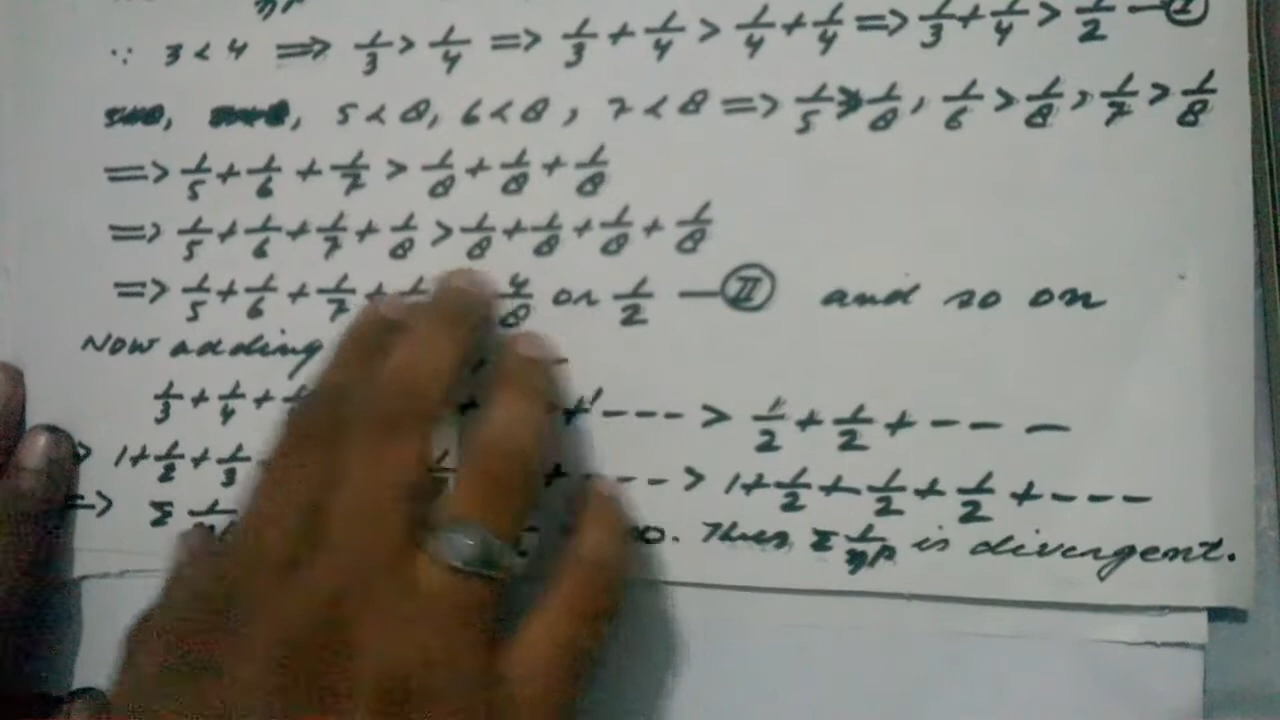 ∵ 3 < 4 => 1/3 > 1/4 => 1/3 + 1/4 > 1/4 + 1/4 => 1/3 + 1/4 > 1/2 — I
5 < 8, 6 < 8, 7 < 8 => 1/5 > 1/8, 1/6 > 1/8, 1/7 > 1/8
=> 1/5 + 1/6 + 1/7 > 1/8 + 1/8 + 1/8
=> 1/5 + 1/6 + 1/7 + 1/8 > 1/8 + 1/8 + 1/8 + 1/8
=> 1/5 + 1/6 + 1/7 + 4/8 or 1/2 — II and so on
Now adding
1/3 + 1/4 + + + --- > 1/2 + 1/2 + -- —
1 + 1/2 + 1/3 + --- > 1 + 1/2 + 1/2 + 1/2 + ---
=> Σ Thus Σ 1/n^p is divergent.